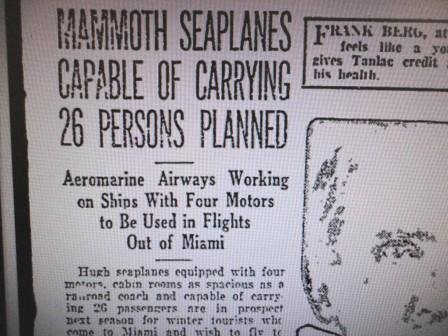 MAMMOTH SEAPLANES
CAPABLE OF CARRYING
26 PERSONS PLANNED
Aeromarine Airways Working
on Ships With Four Motors
to Be Used in Flights
Out of Miami
Hugh seaplanes equipped with four
motors, cabin rooms as spacious as a
railroad coach and capable of carry-
ing 26 passengers are in prospect
next season for winter tourists who
come to Miami and wish to fly to
FRANK BERG, at
feels like a yo
gives Tanlac credit
his health.